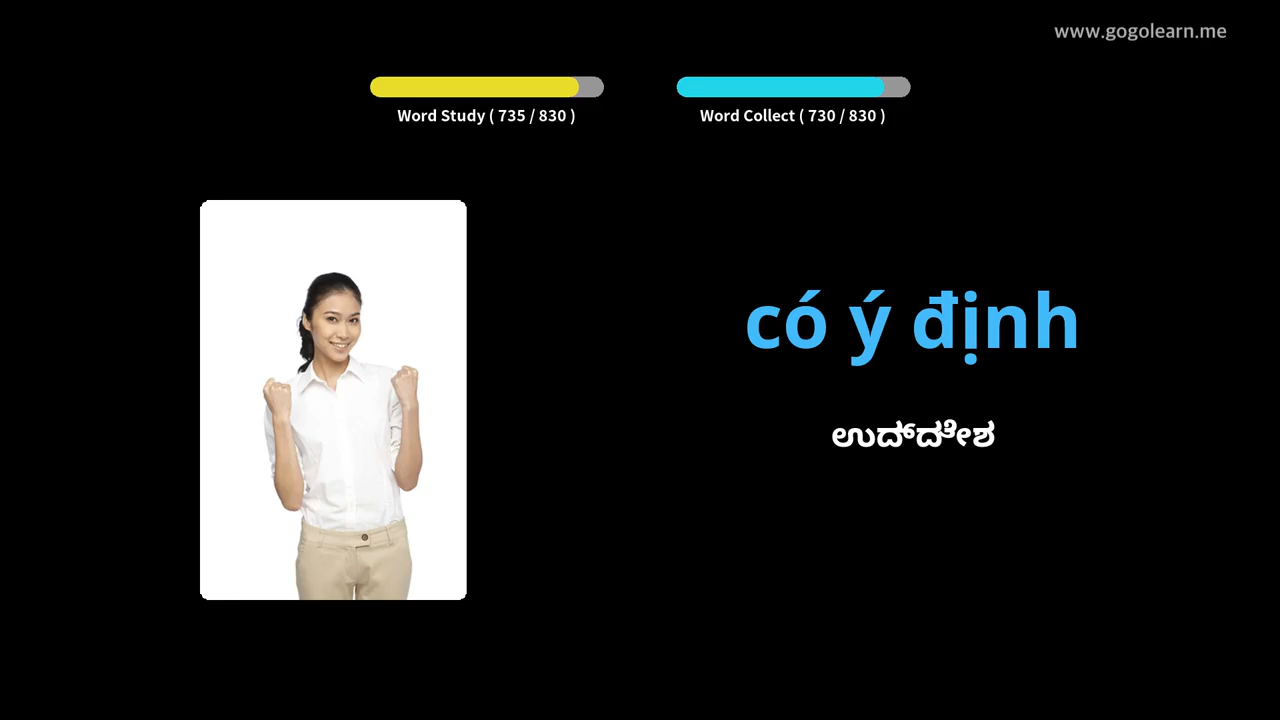 www.gogolearn.me
Word Study ( 735 / 830 )
Word Collect ( 730 / 830 )
có ý định
ಉದ್ದೇಶ